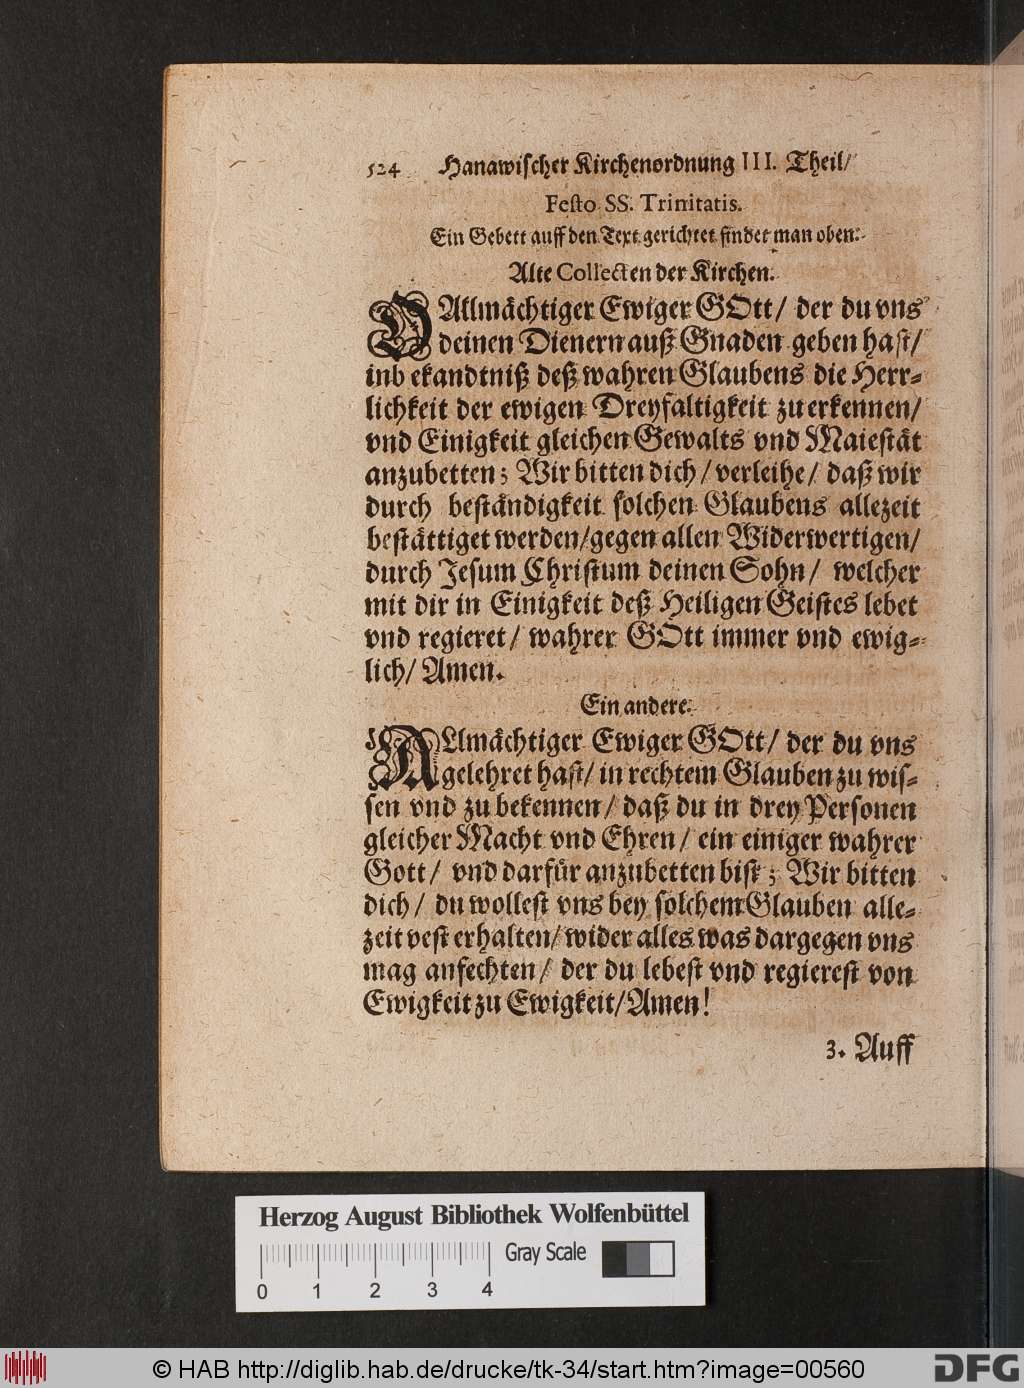 524 Hanawischer Kirchenordnung III. Theil/
Festo SS. Trinitatis.
Ein Gebett auff den Text gerichtet findet man oben.
Alte Collecten der Kirchen.
O Allmächtiger Ewiger GOtt/ der du vns
deinen Dienern auß Gnaden geben hast/
inb ekandtniß deß wahren Glaubens die Herr-
lichkeit der ewigen Dreyfaltigkeit zu erkennen/
vnd Einigkeit gleichen Gewalts vnd Maiestät
anzubetten; Wir bitten dich/ verleihe/ daß wir
durch beständigkeit solchen Glaubens allezeit
bestättiget werden/gegen allen Widerwertigen/
durch Jesum Christum deinen Sohn/ welcher
mit dir in Einigkeit deß Heiligen Geistes lebet
vnd regieret/ wahrer GOtt immer vnd ewig-
lich/ Amen.
Ein andere.
ALlmächtiger Ewiger GOtt/ der du vns
gelehret hast/ in rechtem Glauben zu wis-
sen vnd zu bekennen/ daß du in drey Personen
gleicher Macht vnd Ehren/ ein einiger wahrer
Gott/ vnd darfür anzubetten bist; Wir bitten
dich/ du wollest vns bey solchem Glauben alle-
zeit vest erhalten/ wider alles was dargegen vns
mag anfechten/ der du lebest vnd regierest von
Ewigkeit zu Ewigkeit/Amen!
3. Auff
Herzog August Bibliothek Wolfenbüttel
Gray Scale
0 1 2 3 4
© HAB http://diglib.hab.de/drucke/tk-34/start.htm?image=00560
DFG